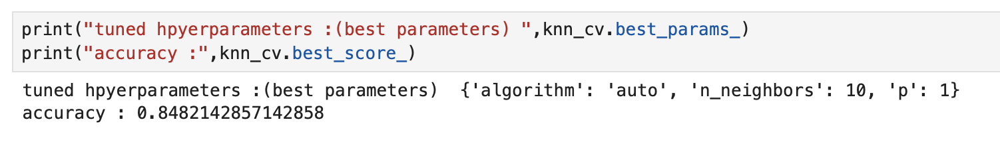 print("tuned hpyerparameters :(best parameters) ",knn_cv.best_params_)
print("accuracy :",knn_cv.best_score_)
tuned hpyerparameters :(best parameters)  {'algorithm': 'auto', 'n_neighbors': 10, 'p': 1}
accuracy : 0.8482142857142858